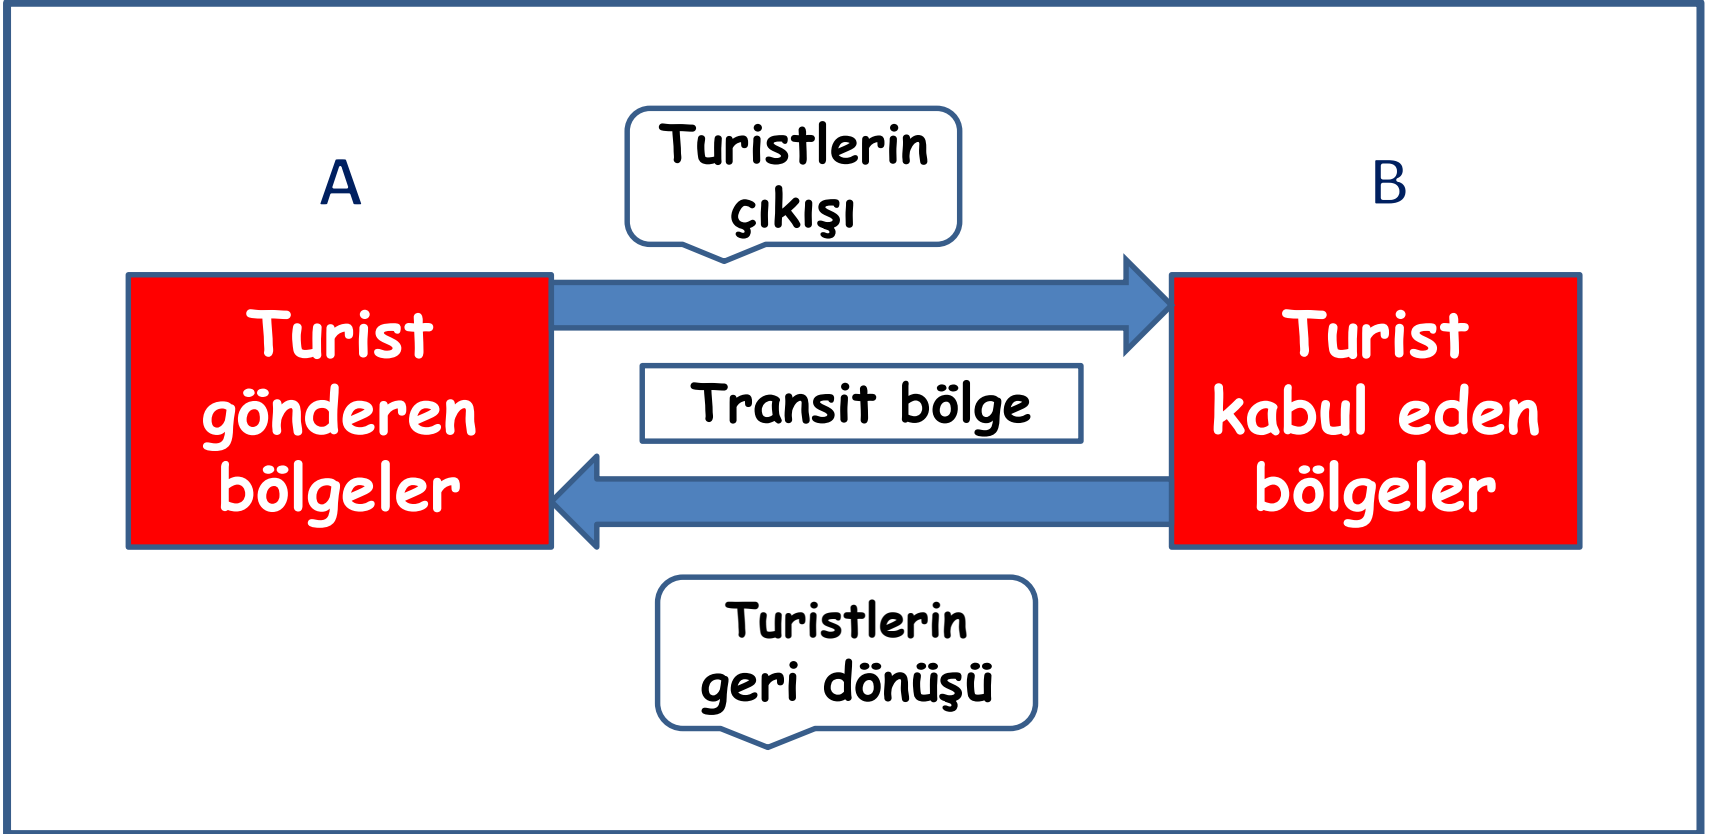 A
Turistlerin
çıkışı
B
Turist
gönderen
bölgeler
Transit bölge
Turist
kabul eden
bölgeler
Turistlerin
geri dönüşü